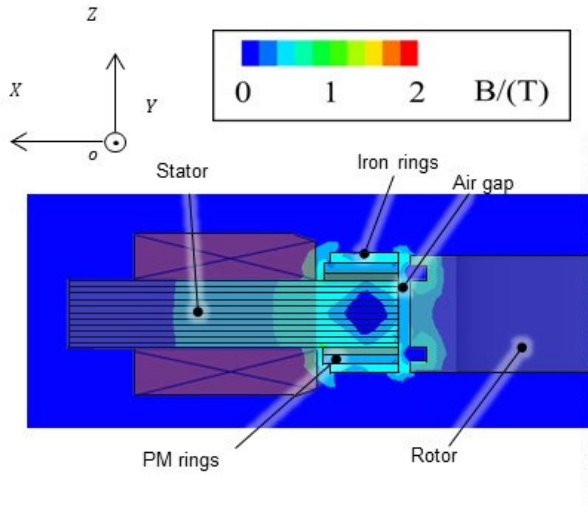 Z
X
Y
o
0 1 2 B/(T)
Stator
Iron rings
Air gap
PM rings
Rotor